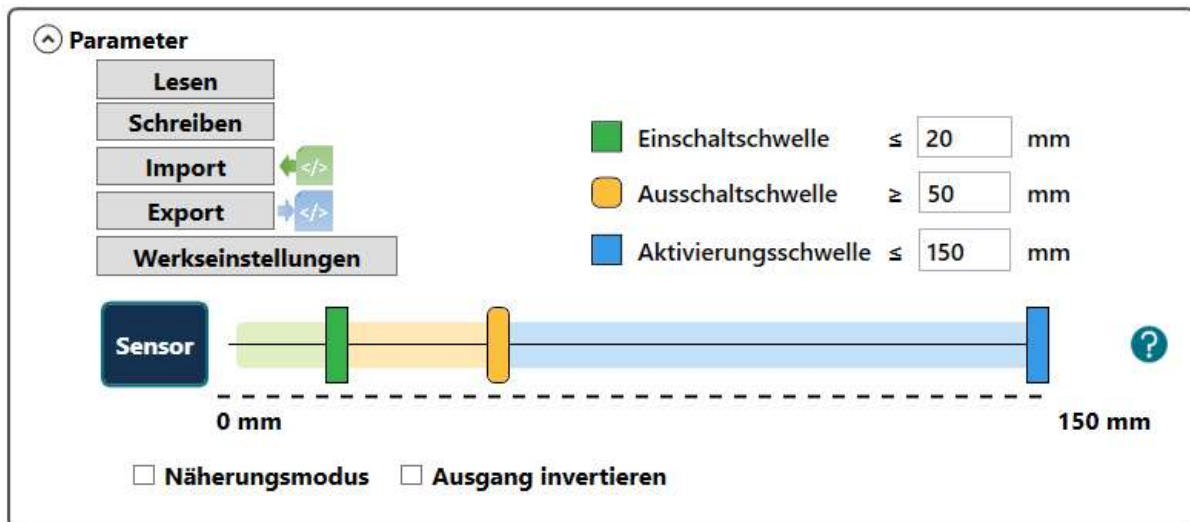 Parameter
Lesen
Schreiben
Import </>
Export </>
Werkseinstellungen
Einschaltschwelle ≤ 20 mm
Ausschaltschwelle ≥ 50 mm
Aktivierungsschwelle ≤ 150 mm
Sensor
?
0 mm 150 mm
Näherungsmodus Ausgang invertieren